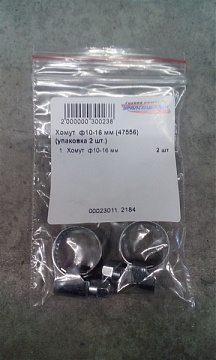 2 000000 300238
Хомут ф10-16 мм (47556)
(упаковка 2 шт.)
1. Хомут ф10-16 мм 2 шт
00023011 2184